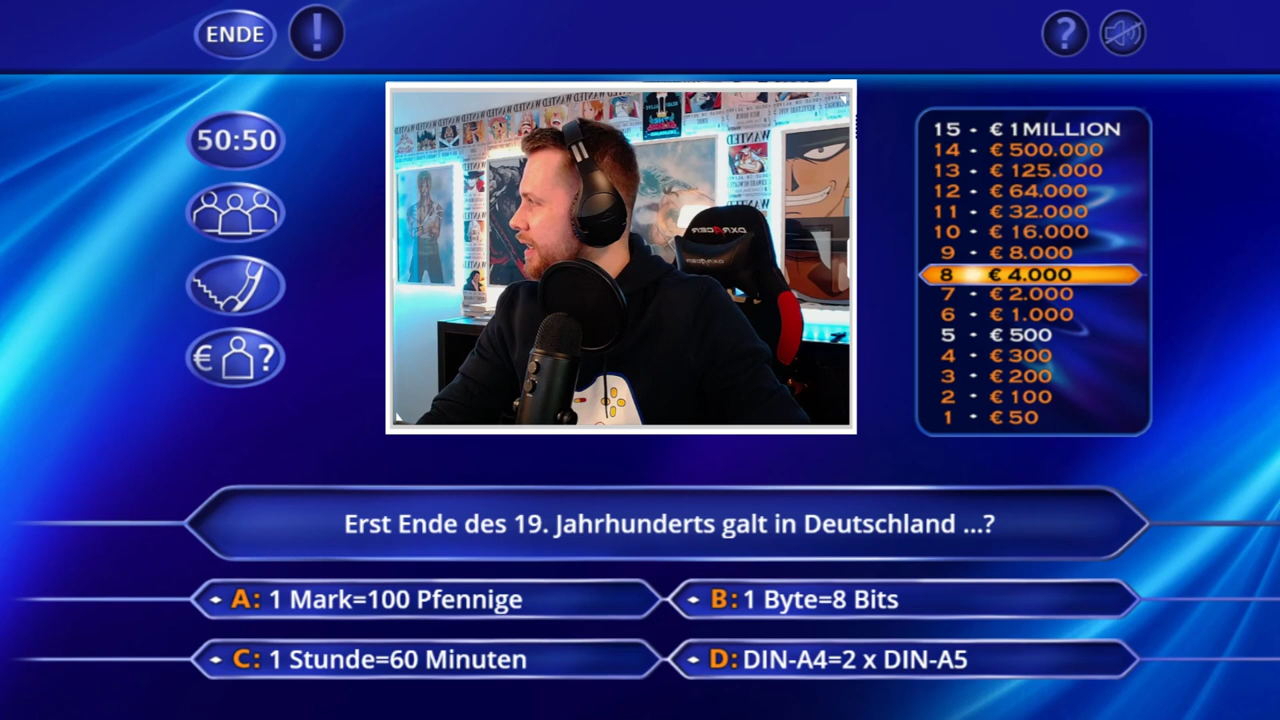 ENDE
!
?
50:50
€ ?
WANTED
DXRACER
15 • € 1 MILLION
14 • € 500.000
13 • € 125.000
12 • € 64.000
11 • € 32.000
10 • € 16.000
9 • € 8.000
8 • € 4.000
7 • € 2.000
6 • € 1.000
5 • € 500
4 • € 300
3 • € 200
2 • € 100
1 • € 50
Erst Ende des 19. Jahrhunderts galt in Deutschland ...?
A: 1 Mark=100 Pfennige
B: 1 Byte=8 Bits
C: 1 Stunde=60 Minuten
D: DIN-A4=2 x DIN-A5